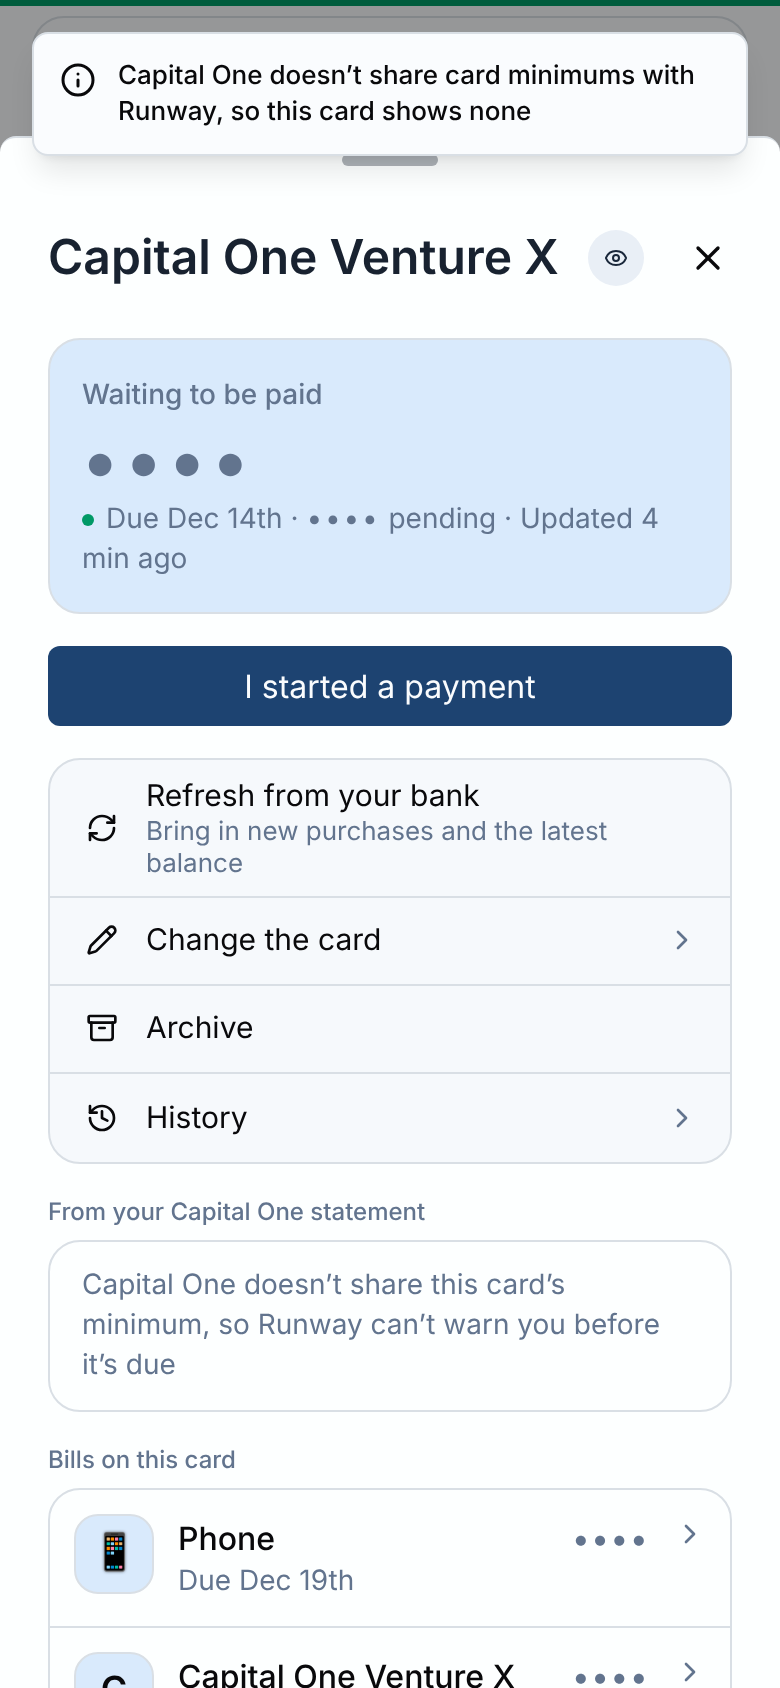 Capital One doesn’t share card minimums with
Runway, so this card shows none
Capital One Venture X
Waiting to be paid
••••
Due Dec 14th · •••• pending · Updated 4
min ago
I started a payment
Refresh from your bank
Bring in new purchases and the latest
balance
Change the card
Archive
History
From your Capital One statement
Capital One doesn’t share this card’s
minimum, so Runway can’t warn you before
it’s due
Bills on this card
Phone ••••
Due Dec 19th
Capital One Venture X ••••